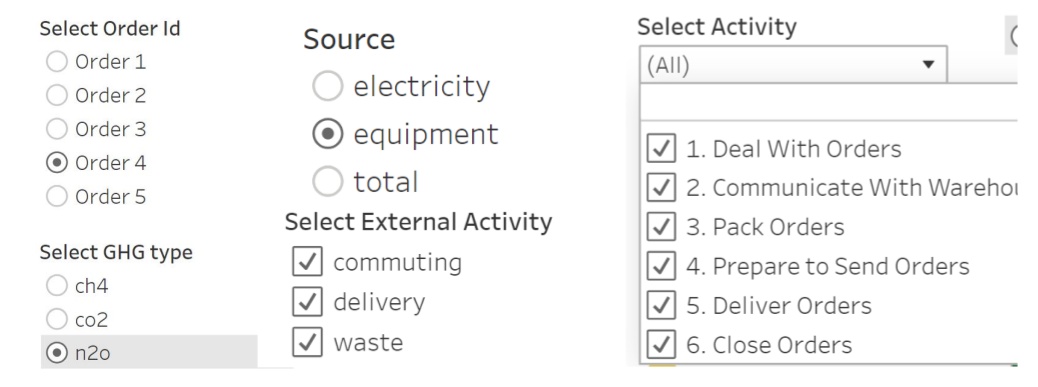 Select Order Id
Order 1
Order 2
Order 3
Order 4
Order 5
Select GHG type
ch4
co2
n2o
Source
electricity
equipment
total
Select External Activity
commuting
delivery
waste
Select Activity
(All)
1. Deal With Orders
2. Communicate With Warehou
3. Pack Orders
4. Prepare to Send Orders
5. Deliver Orders
6. Close Orders